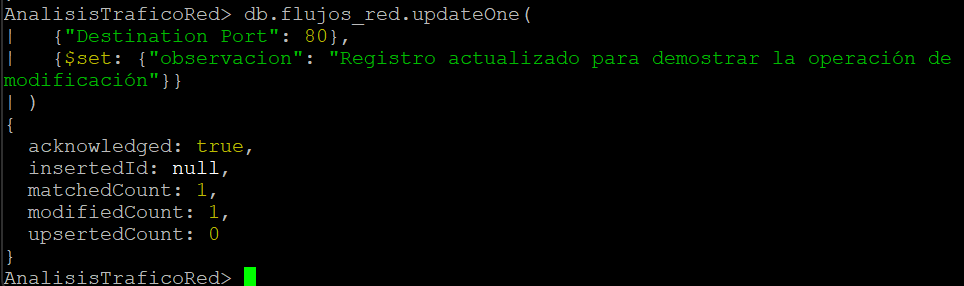 AnalisisTraficoRed> db.flujos_red.updateOne(
|   {"Destination Port": 80},
|   {$set: {"observacion": "Registro actualizado para demostrar la operación de
modificación"}}
| )
{
  acknowledged: true,
  insertedId: null,
  matchedCount: 1,
  modifiedCount: 1,
  upsertedCount: 0
}
AnalisisTraficoRed>